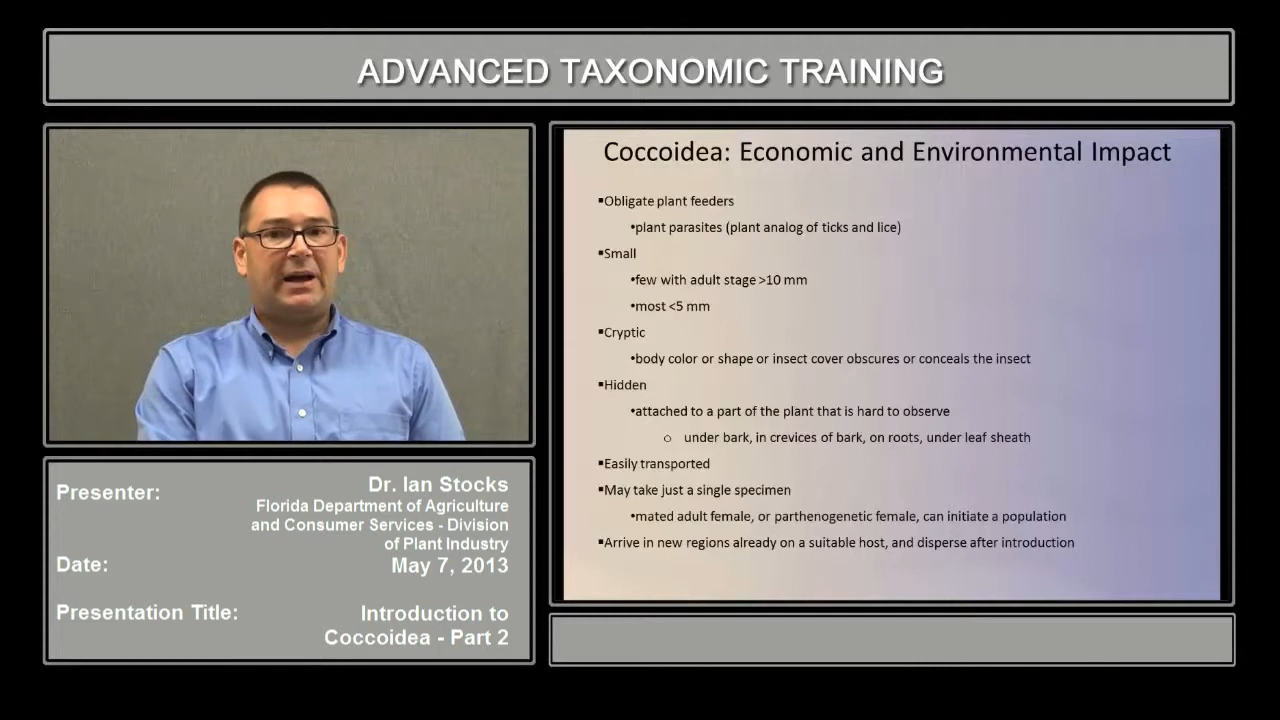 ADVANCED TAXONOMIC TRAINING
Presenter:
Dr. Ian Stocks
Florida Department of Agriculture
and Consumer Services - Division
of Plant Industry
Date:
May 7, 2013
Presentation Title:
Introduction to
Coccoidea - Part 2
Coccoidea: Economic and Environmental Impact
▪Obligate plant feeders
•plant parasites (plant analog of ticks and lice)
▪Small
•few with adult stage >10 mm
•most <5 mm
▪Cryptic
•body color or shape or insect cover obscures or conceals the insect
▪Hidden
•attached to a part of the plant that is hard to observe
o under bark, in crevices of bark, on roots, under leaf sheath
▪Easily transported
▪May take just a single specimen
•mated adult female, or parthenogenetic female, can initiate a population
▪Arrive in new regions already on a suitable host, and disperse after introduction